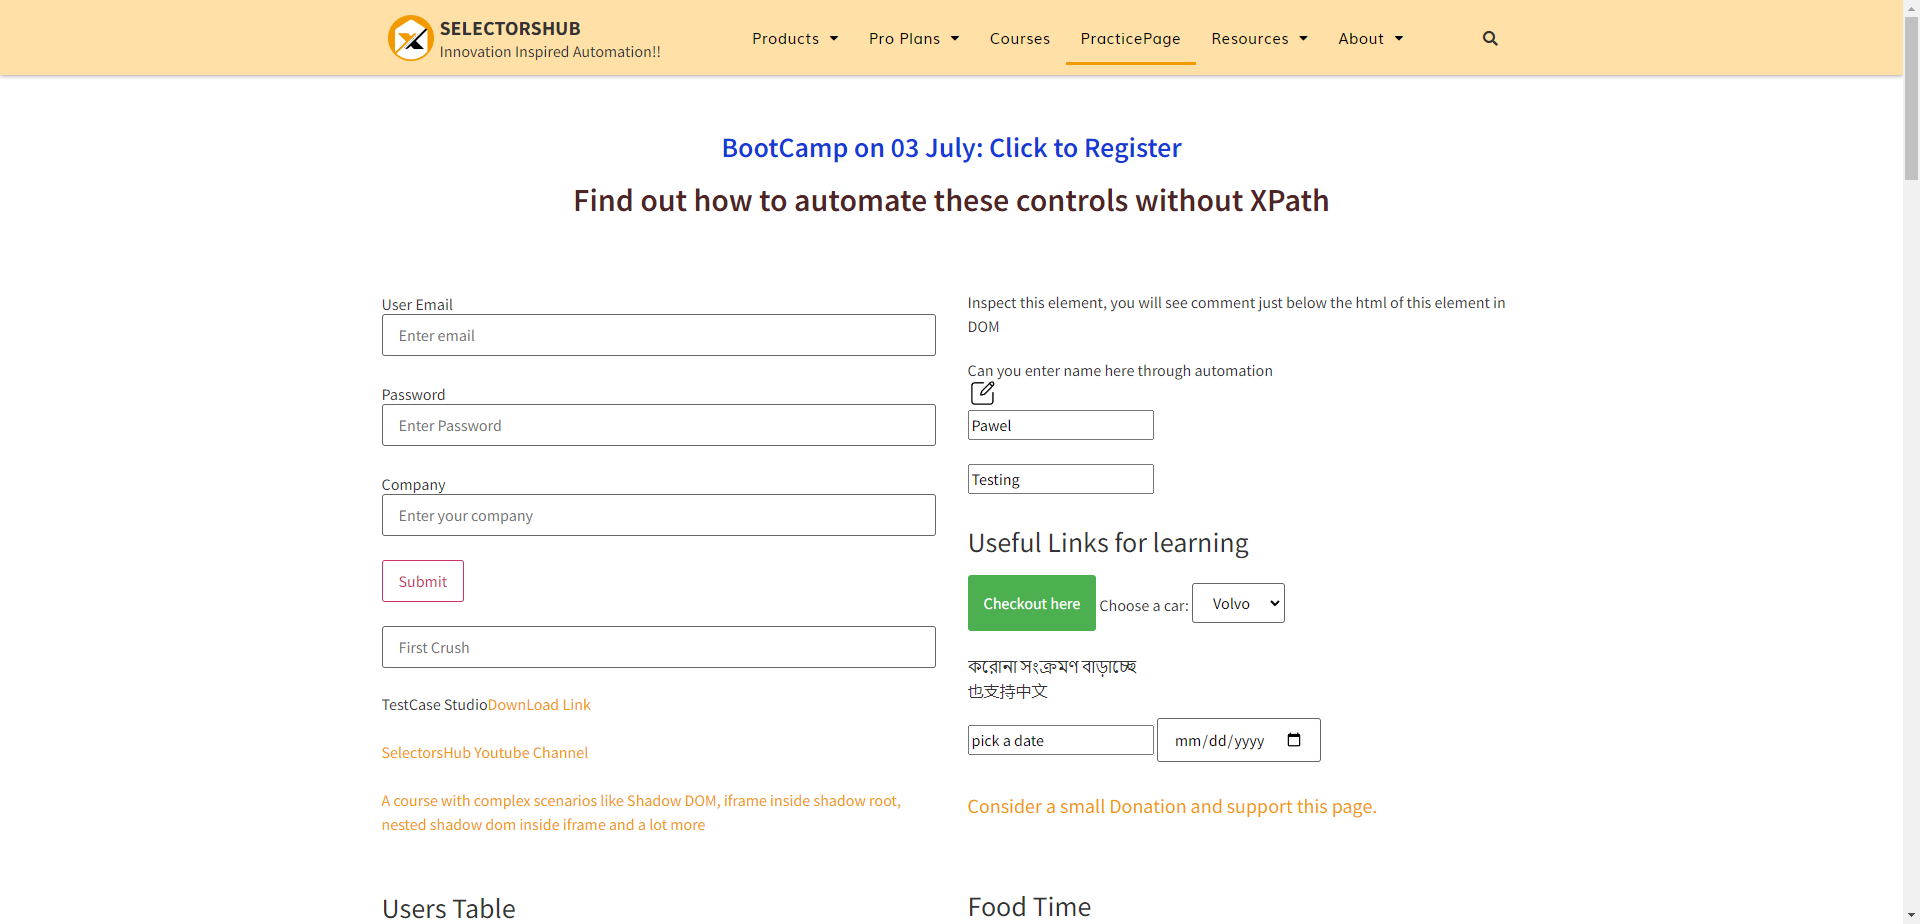 SELECTORSHUB
Innovation Inspired Automation!!
Products
Pro Plans
Courses
PracticePage
Resources
About
BootCamp on 03 July: Click to Register
Find out how to automate these controls without XPath
User Email
Enter email
Password
Enter Password
Company
Enter your company
Submit
First Crush
TestCase StudioDownLoad Link
SelectorsHub Youtube Channel
A course with complex scenarios like Shadow DOM, iframe inside shadow root,
nested shadow dom inside iframe and a lot more
Users Table
Inspect this element, you will see comment just below the html of this element in
DOM
Can you enter name here through automation
Pawel
Testing
Useful Links for learning
Checkout here Choose a car: Volvo
করোনা সংক্রমণ বাড়াচ্ছে
也支持中文
pick a date mm/dd/yyyy
Consider a small Donation and support this page.
Food Time